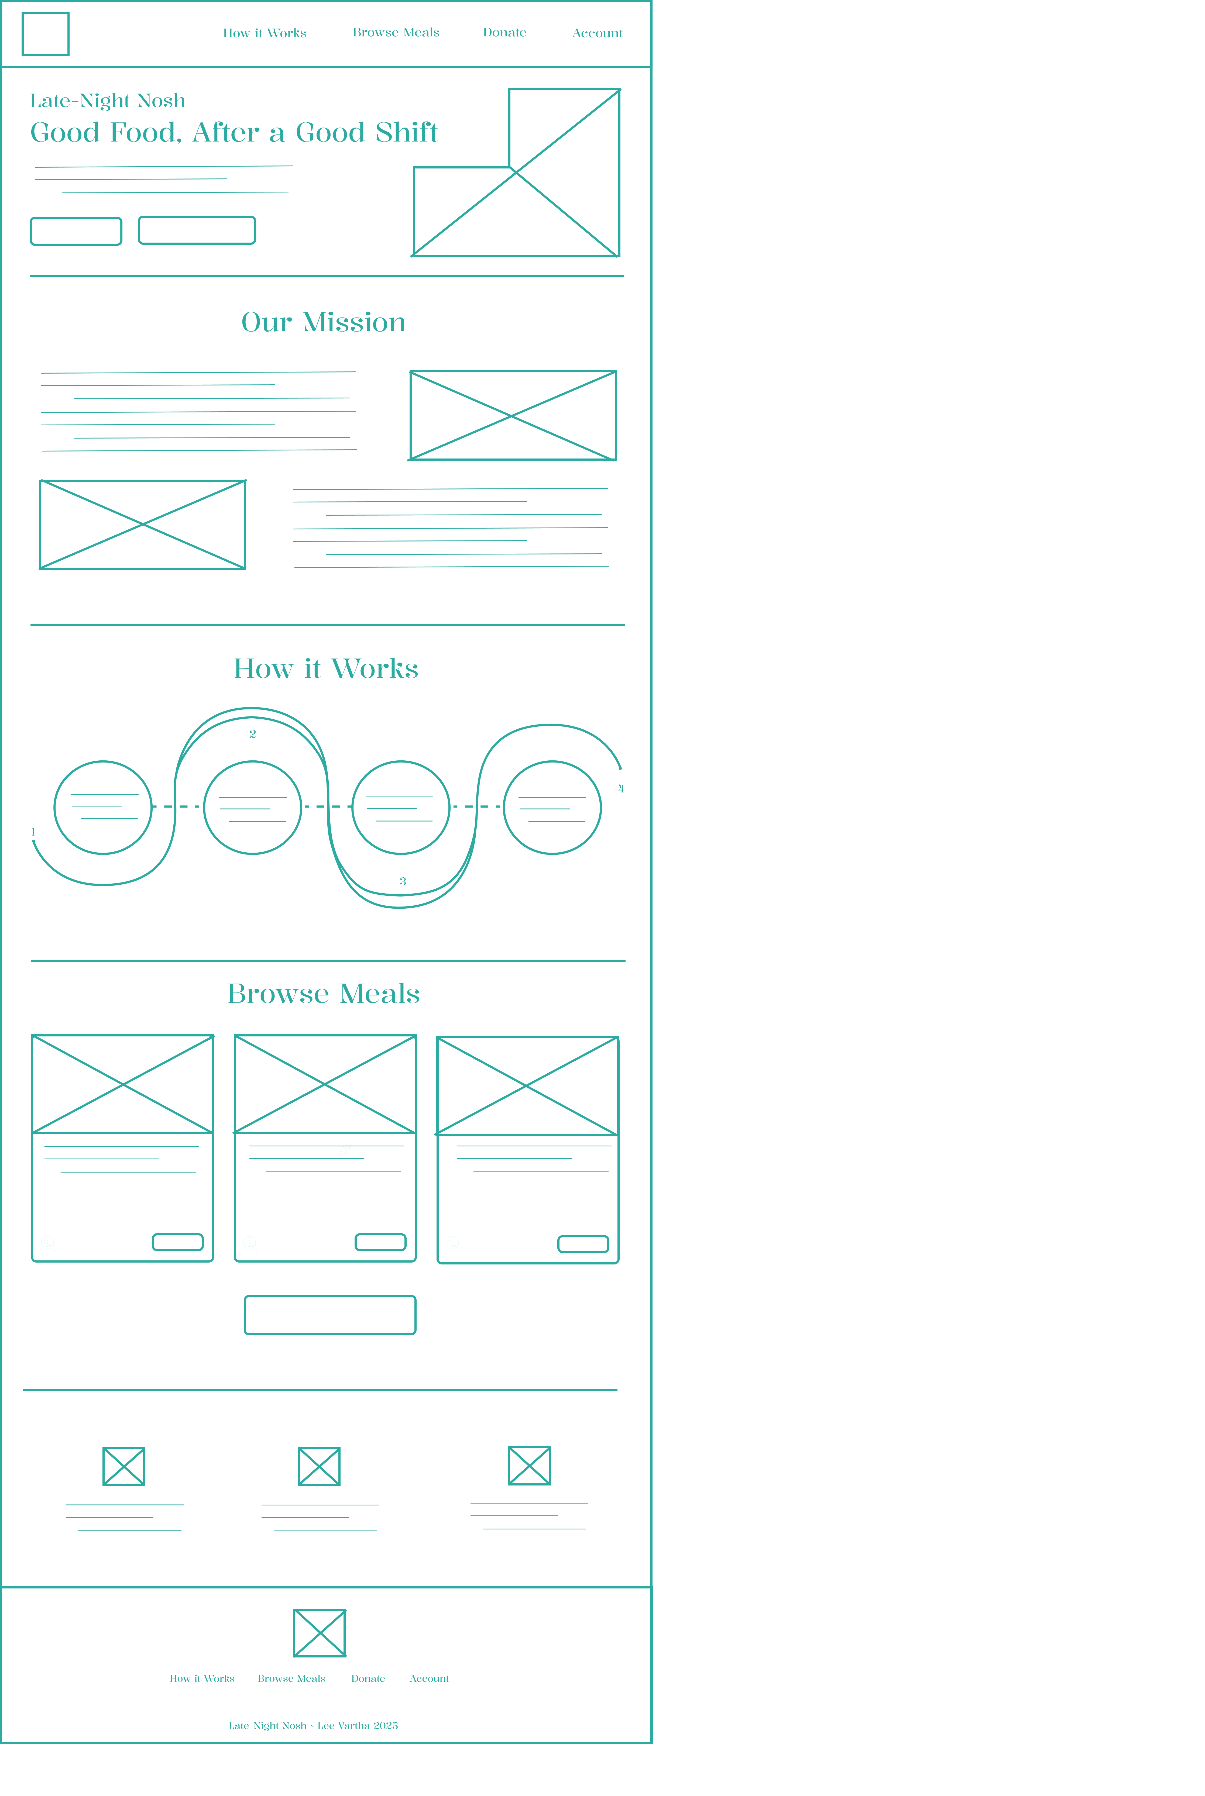 How it Works Browse Meals Donate Account
Late-Night Nosh
Good Food, After a Good Shift
Our Mission
How it Works
2
4
1
3
Browse Meals
How it Works Browse Meals Donate Account
Late Night Nosh - Lee Vartha 2025